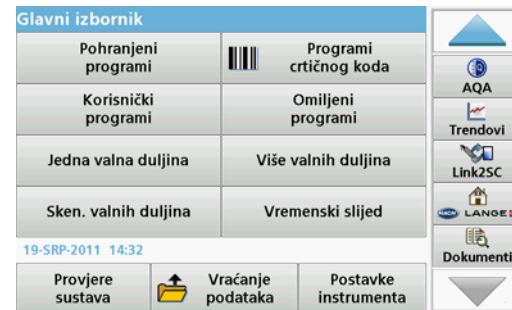 Glavni izbornik
Pohranjeni
programi
Programi
crtičnog koda
Korisnički
programi
Omiljeni
programi
Jedna valna duljina
Više valnih duljina
Sken. valnih duljina
Vremenski slijed
19-SRP-2011 14:32
Provjere
sustava
Vraćanje
podataka
Postavke
instrumenta
AQA
Trendovi
Link2SC
HACH LANGE
Dokumenti